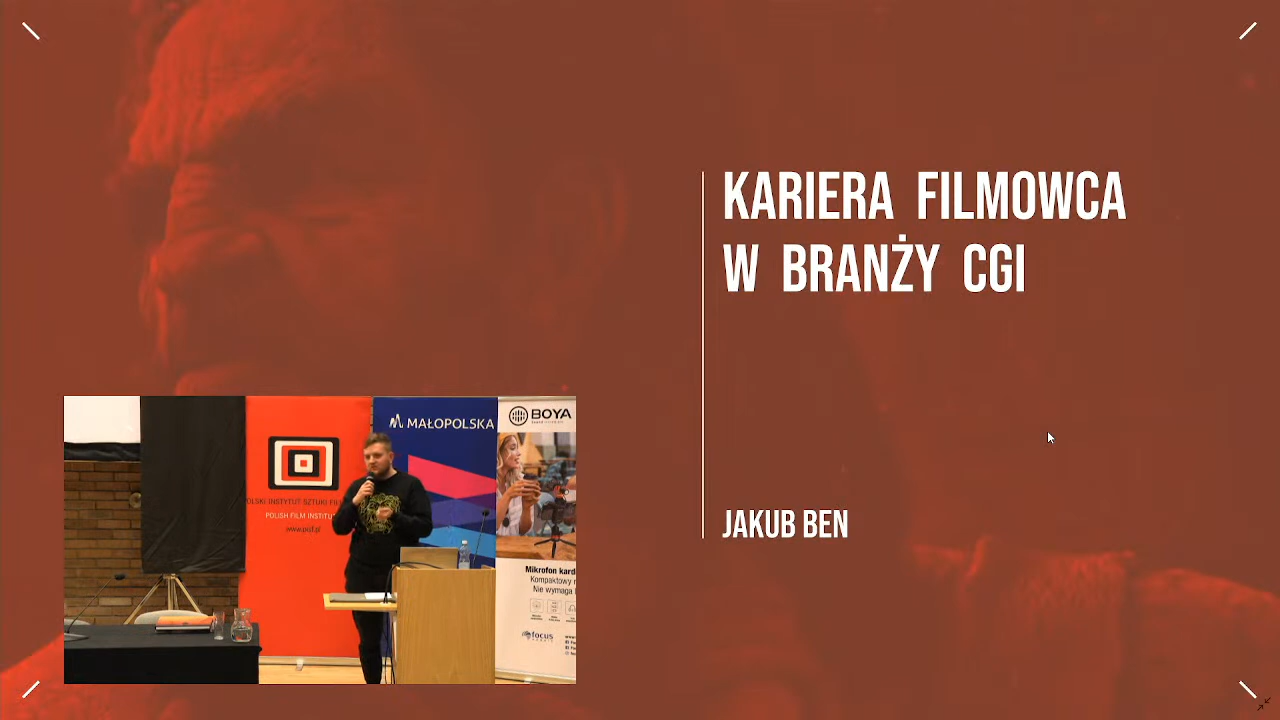 KARIERA FILMOWCA
W BRANŻY CGI
JAKUB BEN
MAŁOPOLSKA
BOYA
POLISH FILM INSTITU
www.pisf.pl
Mikrofon kard
Kompaktowy
Nie wymaga
focus